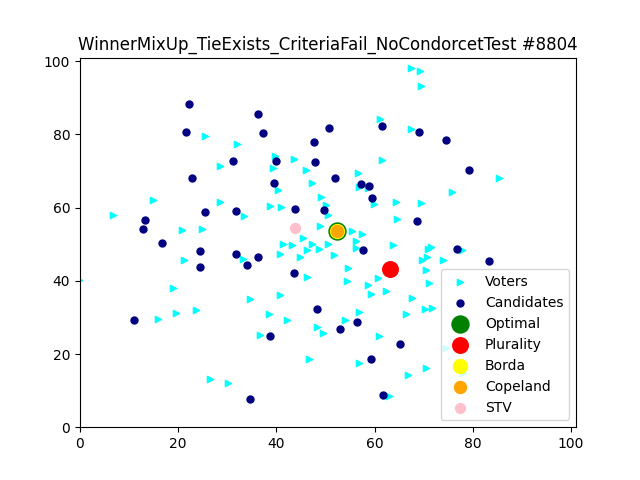 WinnerMixUp_TieExists_CriteriaFail_NoCondorcetTest #8804
100
80
60
40
20
0
0 20 40 60 80 100
Voters
Candidates
Optimal
Plurality
Borda
Copeland
STV